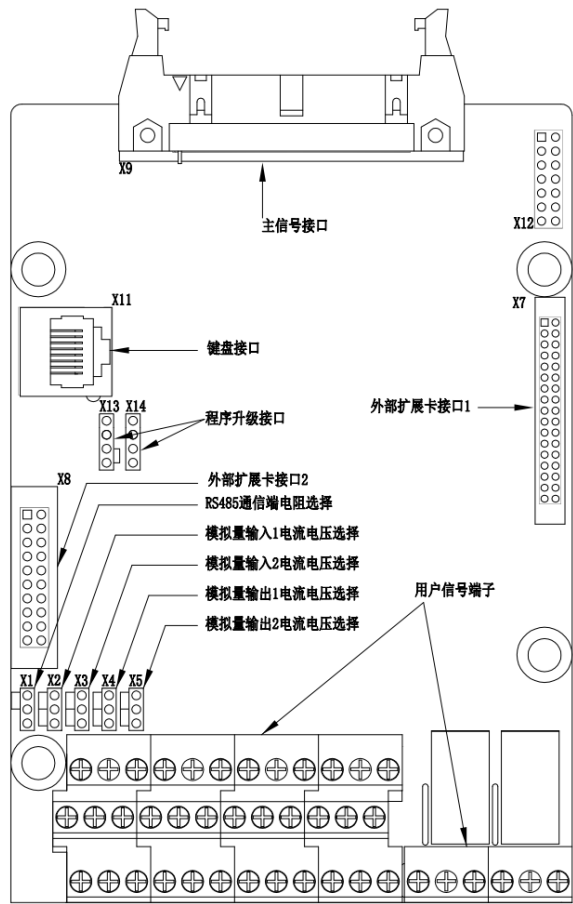 X9
主信号接口
X12
X11
X7
键盘接口
X13 X14
程序升级接口
外部扩展卡接口1
X8
外部扩展卡接口2
RS485通信端电阻选择
模拟量输入1电流电压选择
模拟量输入2电流电压选择
模拟量输出1电流电压选择
用户信号端子
模拟量输出2电流电压选择
X1 X2 X3 X4 X5